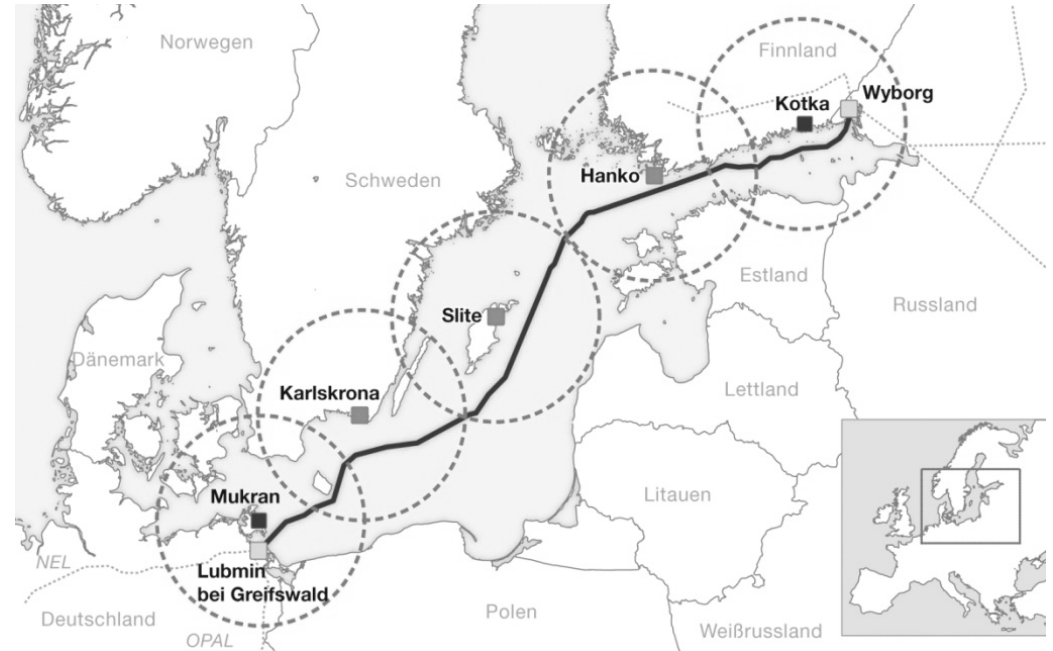 Norwegen
Finnland
Kotka
Wyborg
Hanko
Schweden
Estland
Russland
Slite
Dänemark
Lettland
Karlskrona
Litauen
Mukran
NEL
Lubmin
bei Greifswald
Deutschland
OPAL
Polen
Weißrussland